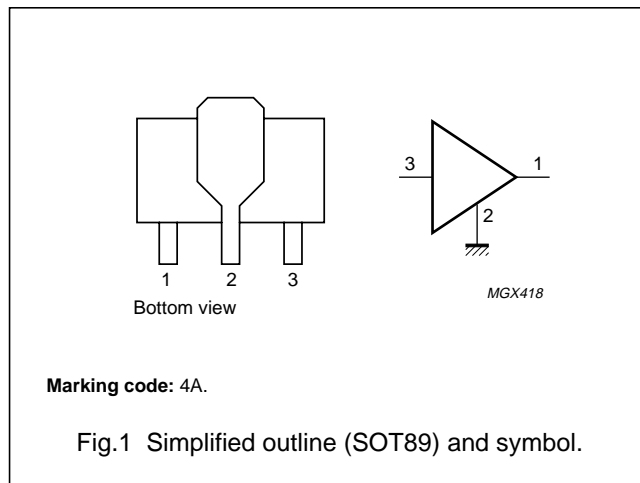 1
2
3
Bottom view
3
1
2
MGX418
Marking code: 4A.
Fig.1 Simplified outline (SOT89) and symbol.